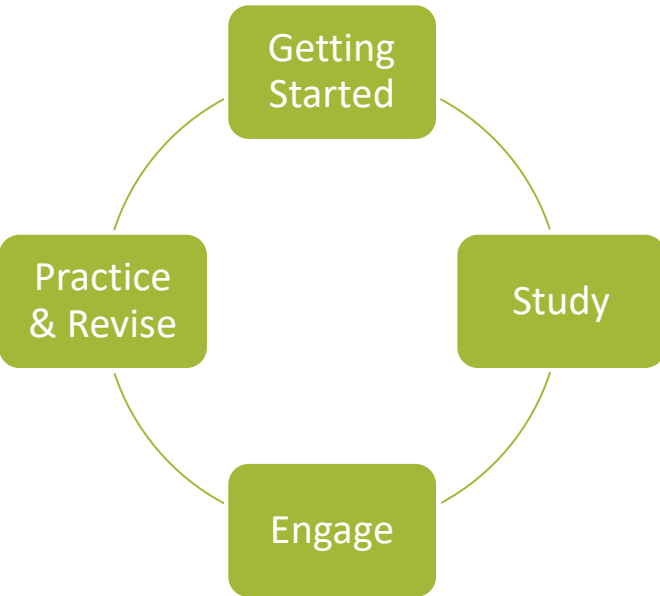 Getting
Started
Study
Engage
Practice
& Revise